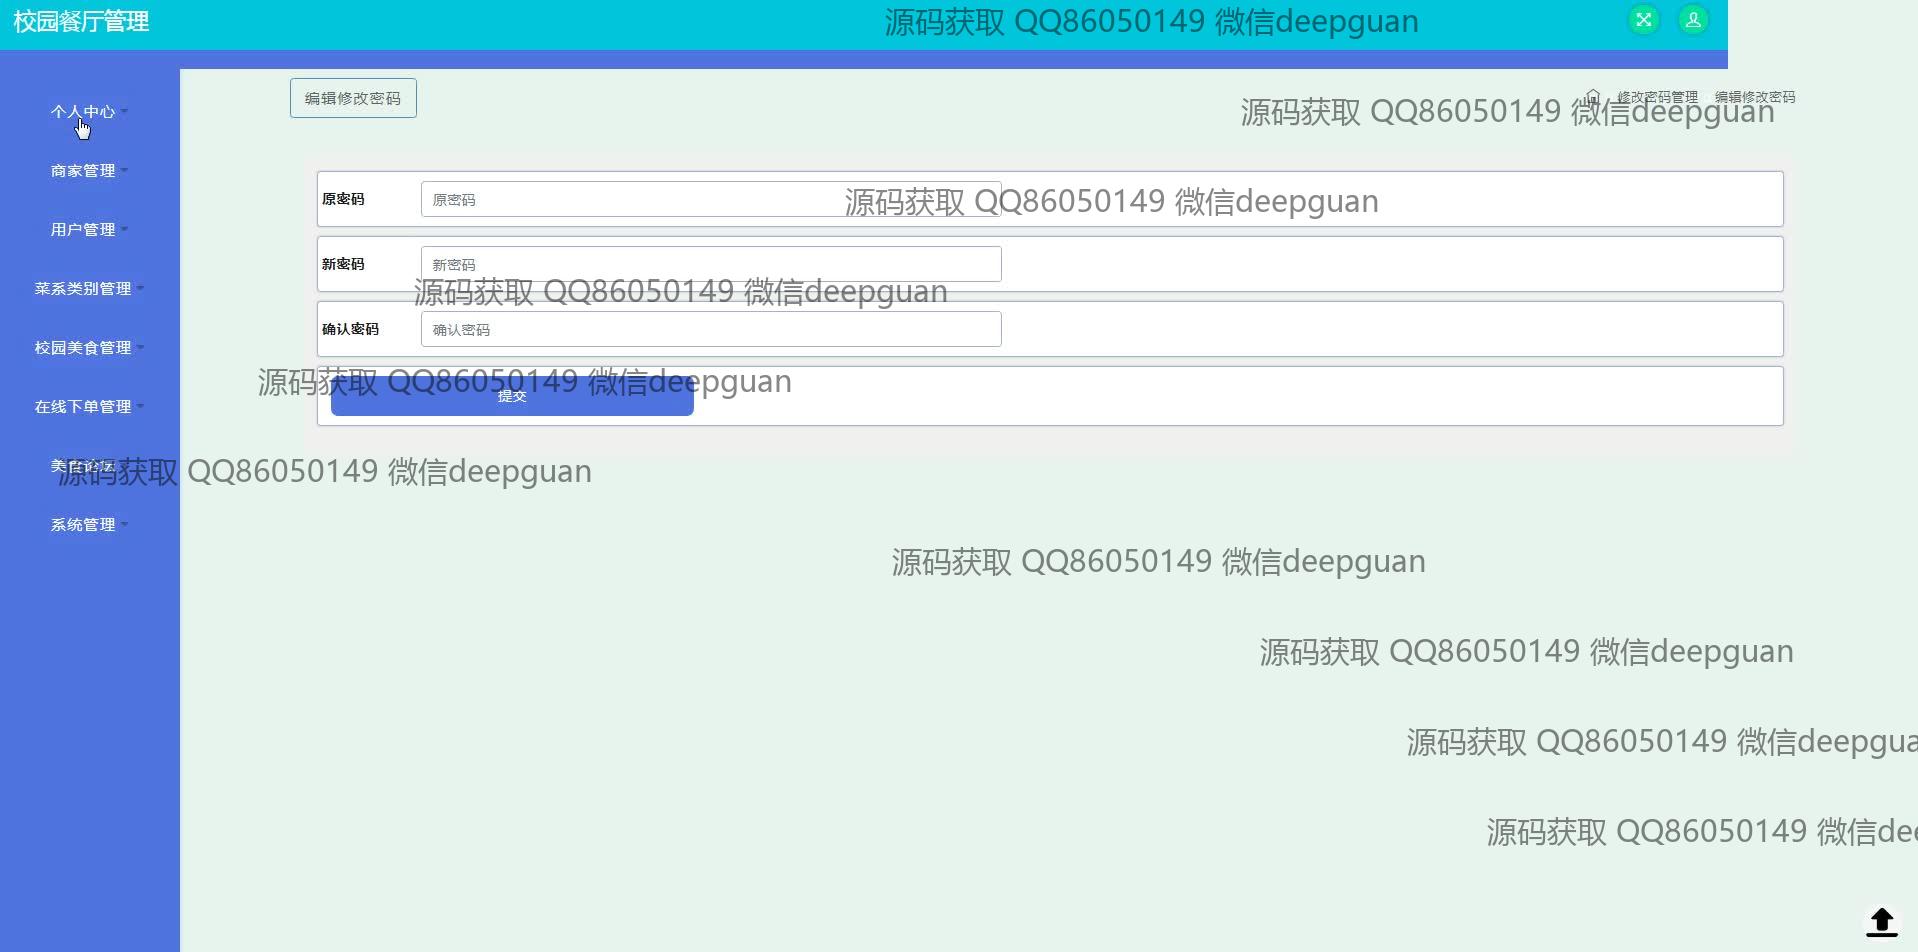 校园餐厅管理
源码获取 QQ86050149 微信deepguan
个人中心
商家管理
用户管理
菜系类别管理
校园美食管理
在线下单管理
美食论坛
系统管理
编辑修改密码
修改密码管理 编辑修改密码
源码获取 QQ86050149 微信deepguan
原密码 原密码
源码获取 QQ86050149 微信deepguan
新密码 新密码
源码获取 QQ86050149 微信deepguan
确认密码 确认密码
源码获取 QQ86050149 微信deepguan
提交
源码获取 QQ86050149 微信deepguan
源码获取 QQ86050149 微信deepguan
源码获取 QQ86050149 微信deepguan
源码获取 QQ86050149 微信deepgua
源码获取 QQ86050149 微信dee